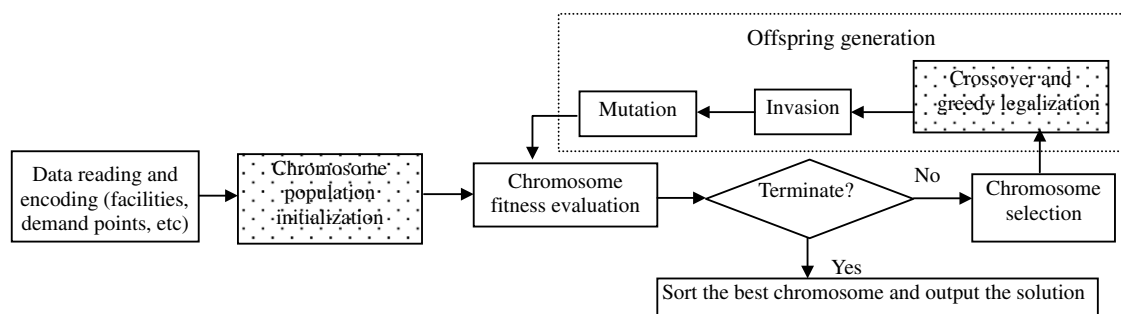 Offspring generation
Crossover and
greedy legalization
Invasion
Mutation
Data reading and
encoding (facilities,
demand points, etc)
Chromosome
population
initialization
Chromosome
fitness evaluation
Terminate?
No
Chromosome
selection
Yes
Sort the best chromosome and output the solution